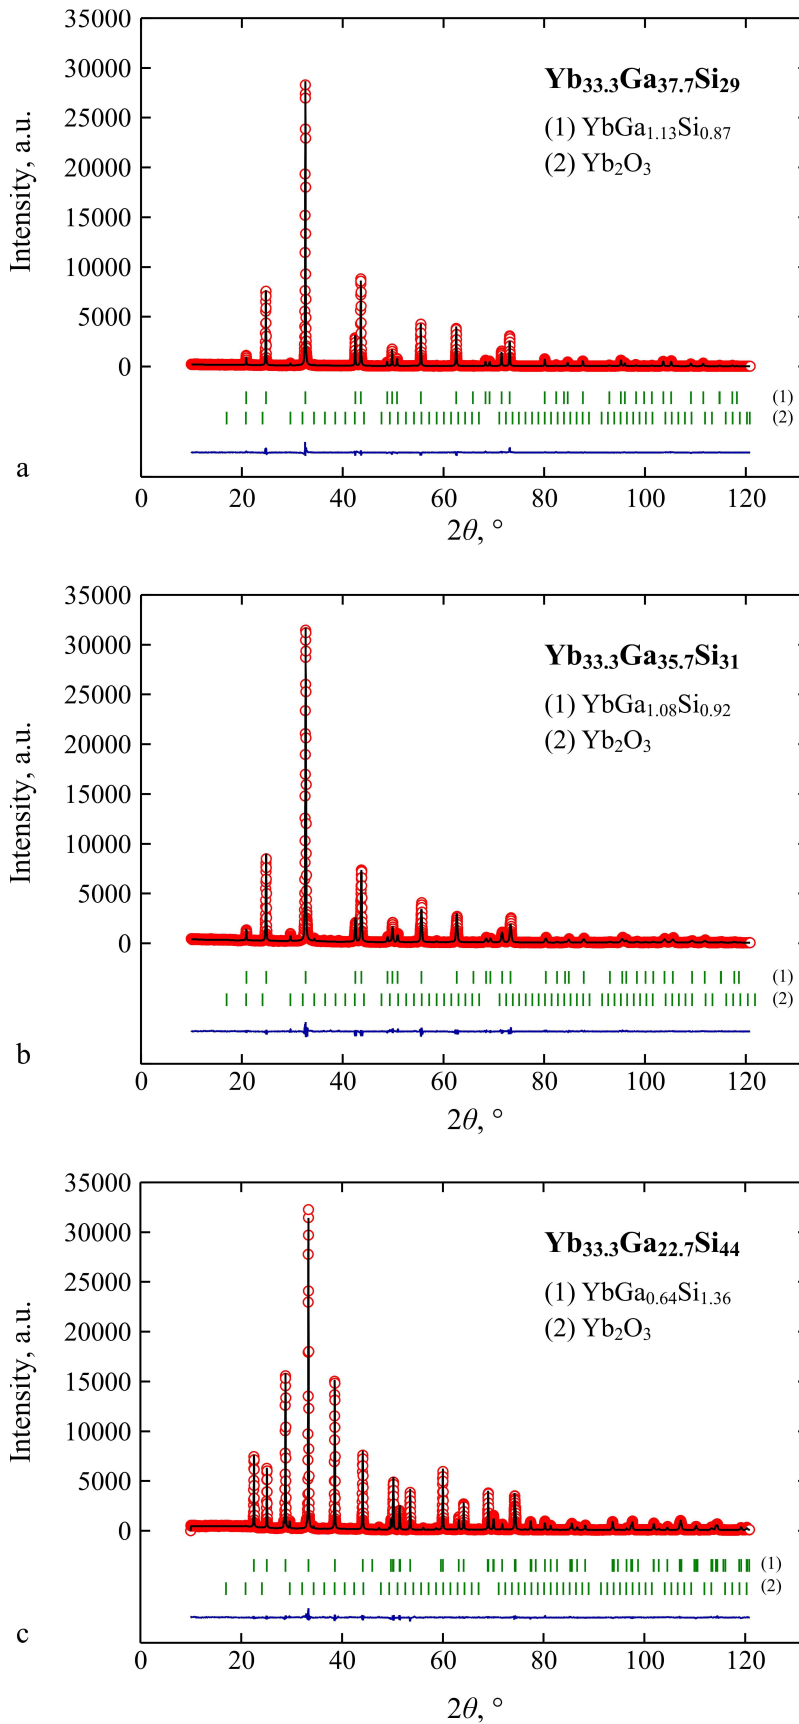 35000
30000
25000
20000
15000
10000
5000
0
Intensity, a.u.
Yb33.3Ga37.7Si29
(1) YbGa1.13Si0.87
(2) Yb2O3
(1)
(2)
a
0 20 40 60 80 100 120
2θ, °
35000
30000
25000
20000
15000
10000
5000
0
Intensity, a.u.
Yb33.3Ga35.7Si31
(1) YbGa1.08Si0.92
(2) Yb2O3
(1)
(2)
b
0 20 40 60 80 100 120
2θ, °
35000
30000
25000
20000
15000
10000
5000
0
Intensity, a.u.
Yb33.3Ga22.7Si44
(1) YbGa0.64Si1.36
(2) Yb2O3
(1)
(2)
c
0 20 40 60 80 100 120
2θ, °